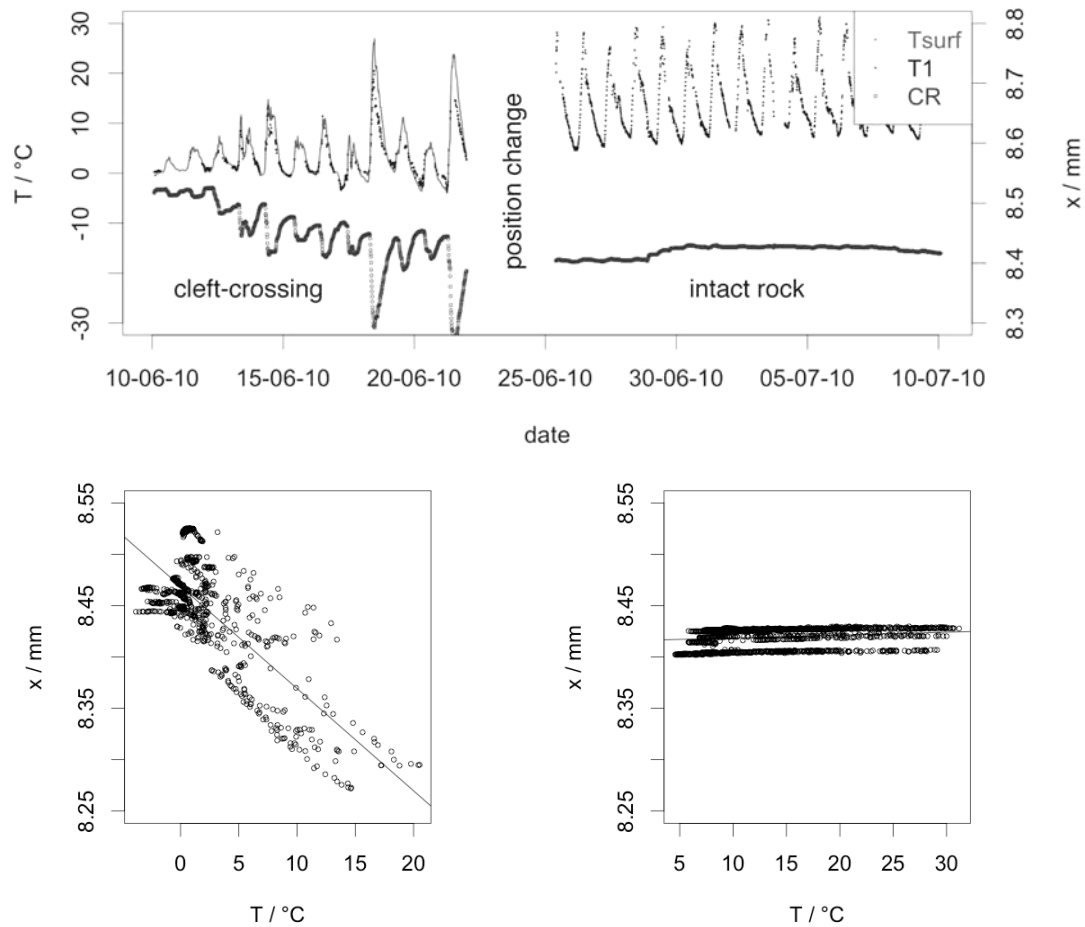 T / °C
30
20
10
0
-10
-30
x / mm
8.8
8.7
8.6
8.5
8.4
8.3
Tsurf
T1
CR
position change
cleft-crossing
intact rock
10-06-10 15-06-10 20-06-10 25-06-10 30-06-10 05-07-10 10-07-10
date
x / mm
8.55
8.45
8.35
8.25
0 5 10 15 20
T / °C
x / mm
8.55
8.45
8.35
8.25
5 10 15 20 25 30
T / °C